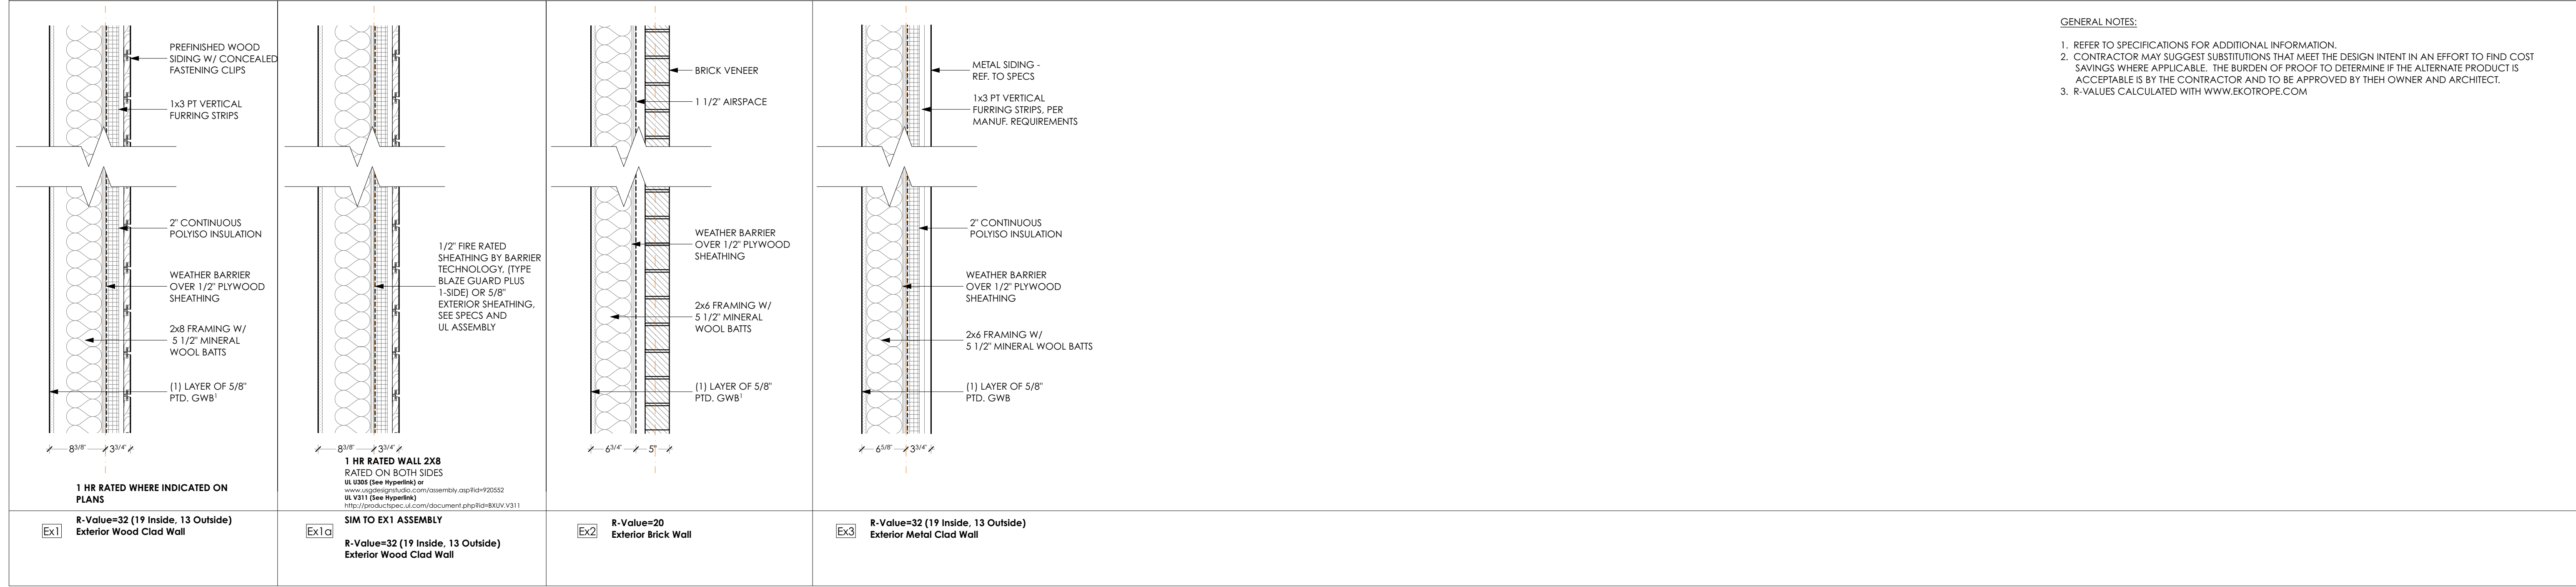 PREFINISHED WOOD
SIDING W/ CONCEALED
FASTENING CLIPS
1x3 PT VERTICAL
FURRING STRIPS
2" CONTINUOUS
POLYISO INSULATION
WEATHER BARRIER
OVER 1/2" PLYWOOD
SHEATHING
2x8 FRAMING W/
5 1/2" MINERAL
WOOL BATTS
(1) LAYER OF 5/8"
PTD. GWB¹
8 3/8" 3 3/4"
1 HR RATED WHERE INDICATED ON
PLANS
Ex1
R-Value=32 (19 Inside, 13 Outside)
Exterior Wood Clad Wall
1/2" FIRE RATED
SHEATHING BY BARRIER
TECHNOLOGY, (TYPE
BLAZE GUARD PLUS
1-SIDE) OR 5/8"
EXTERIOR SHEATHING,
SEE SPECS AND
UL ASSEMBLY
8 3/8" 3 3/4"
1 HR RATED WALL 2X8
RATED ON BOTH SIDES
UL U305 (See Hyperlink) or
www.usgdesignstudio.com/assembly.asp?id=920552
UL V311 (See Hyperlink)
http://productspec.ul.com/document.php?id=BXUV.V311
Ex1a
SIM TO EX1 ASSEMBLY
R-Value=32 (19 Inside, 13 Outside)
Exterior Wood Clad Wall
BRICK VENEER
1 1/2" AIRSPACE
WEATHER BARRIER
OVER 1/2" PLYWOOD
SHEATHING
2x6 FRAMING W/
5 1/2" MINERAL
WOOL BATTS
(1) LAYER OF 5/8"
PTD. GWB¹
6 3/4" 5"
Ex2
R-Value=20
Exterior Brick Wall
METAL SIDING -
REF. TO SPECS
1x3 PT VERTICAL
FURRING STRIPS, PER
MANUF. REQUIREMENTS
2" CONTINUOUS
POLYISO INSULATION
WEATHER BARRIER
OVER 1/2" PLYWOOD
SHEATHING
2x6 FRAMING W/
5 1/2" MINERAL WOOL BATTS
(1) LAYER OF 5/8"
PTD. GWB
6 5/8" 3 3/4"
Ex3
R-Value=32 (19 Inside, 13 Outside)
Exterior Metal Clad Wall
GENERAL NOTES:
1. REFER TO SPECIFICATIONS FOR ADDITIONAL INFORMATION.
2. CONTRACTOR MAY SUGGEST SUBSTITUTIONS THAT MEET THE DESIGN INTENT IN AN EFFORT TO FIND COST
SAVINGS WHERE APPLICABLE. THE BURDEN OF PROOF TO DETERMINE IF THE ALTERNATE PRODUCT IS
ACCEPTABLE IS BY THE CONTRACTOR AND TO BE APPROVED BY THEH OWNER AND ARCHITECT.
3. R-VALUES CALCULATED WITH WWW.EKOTROPE.COM